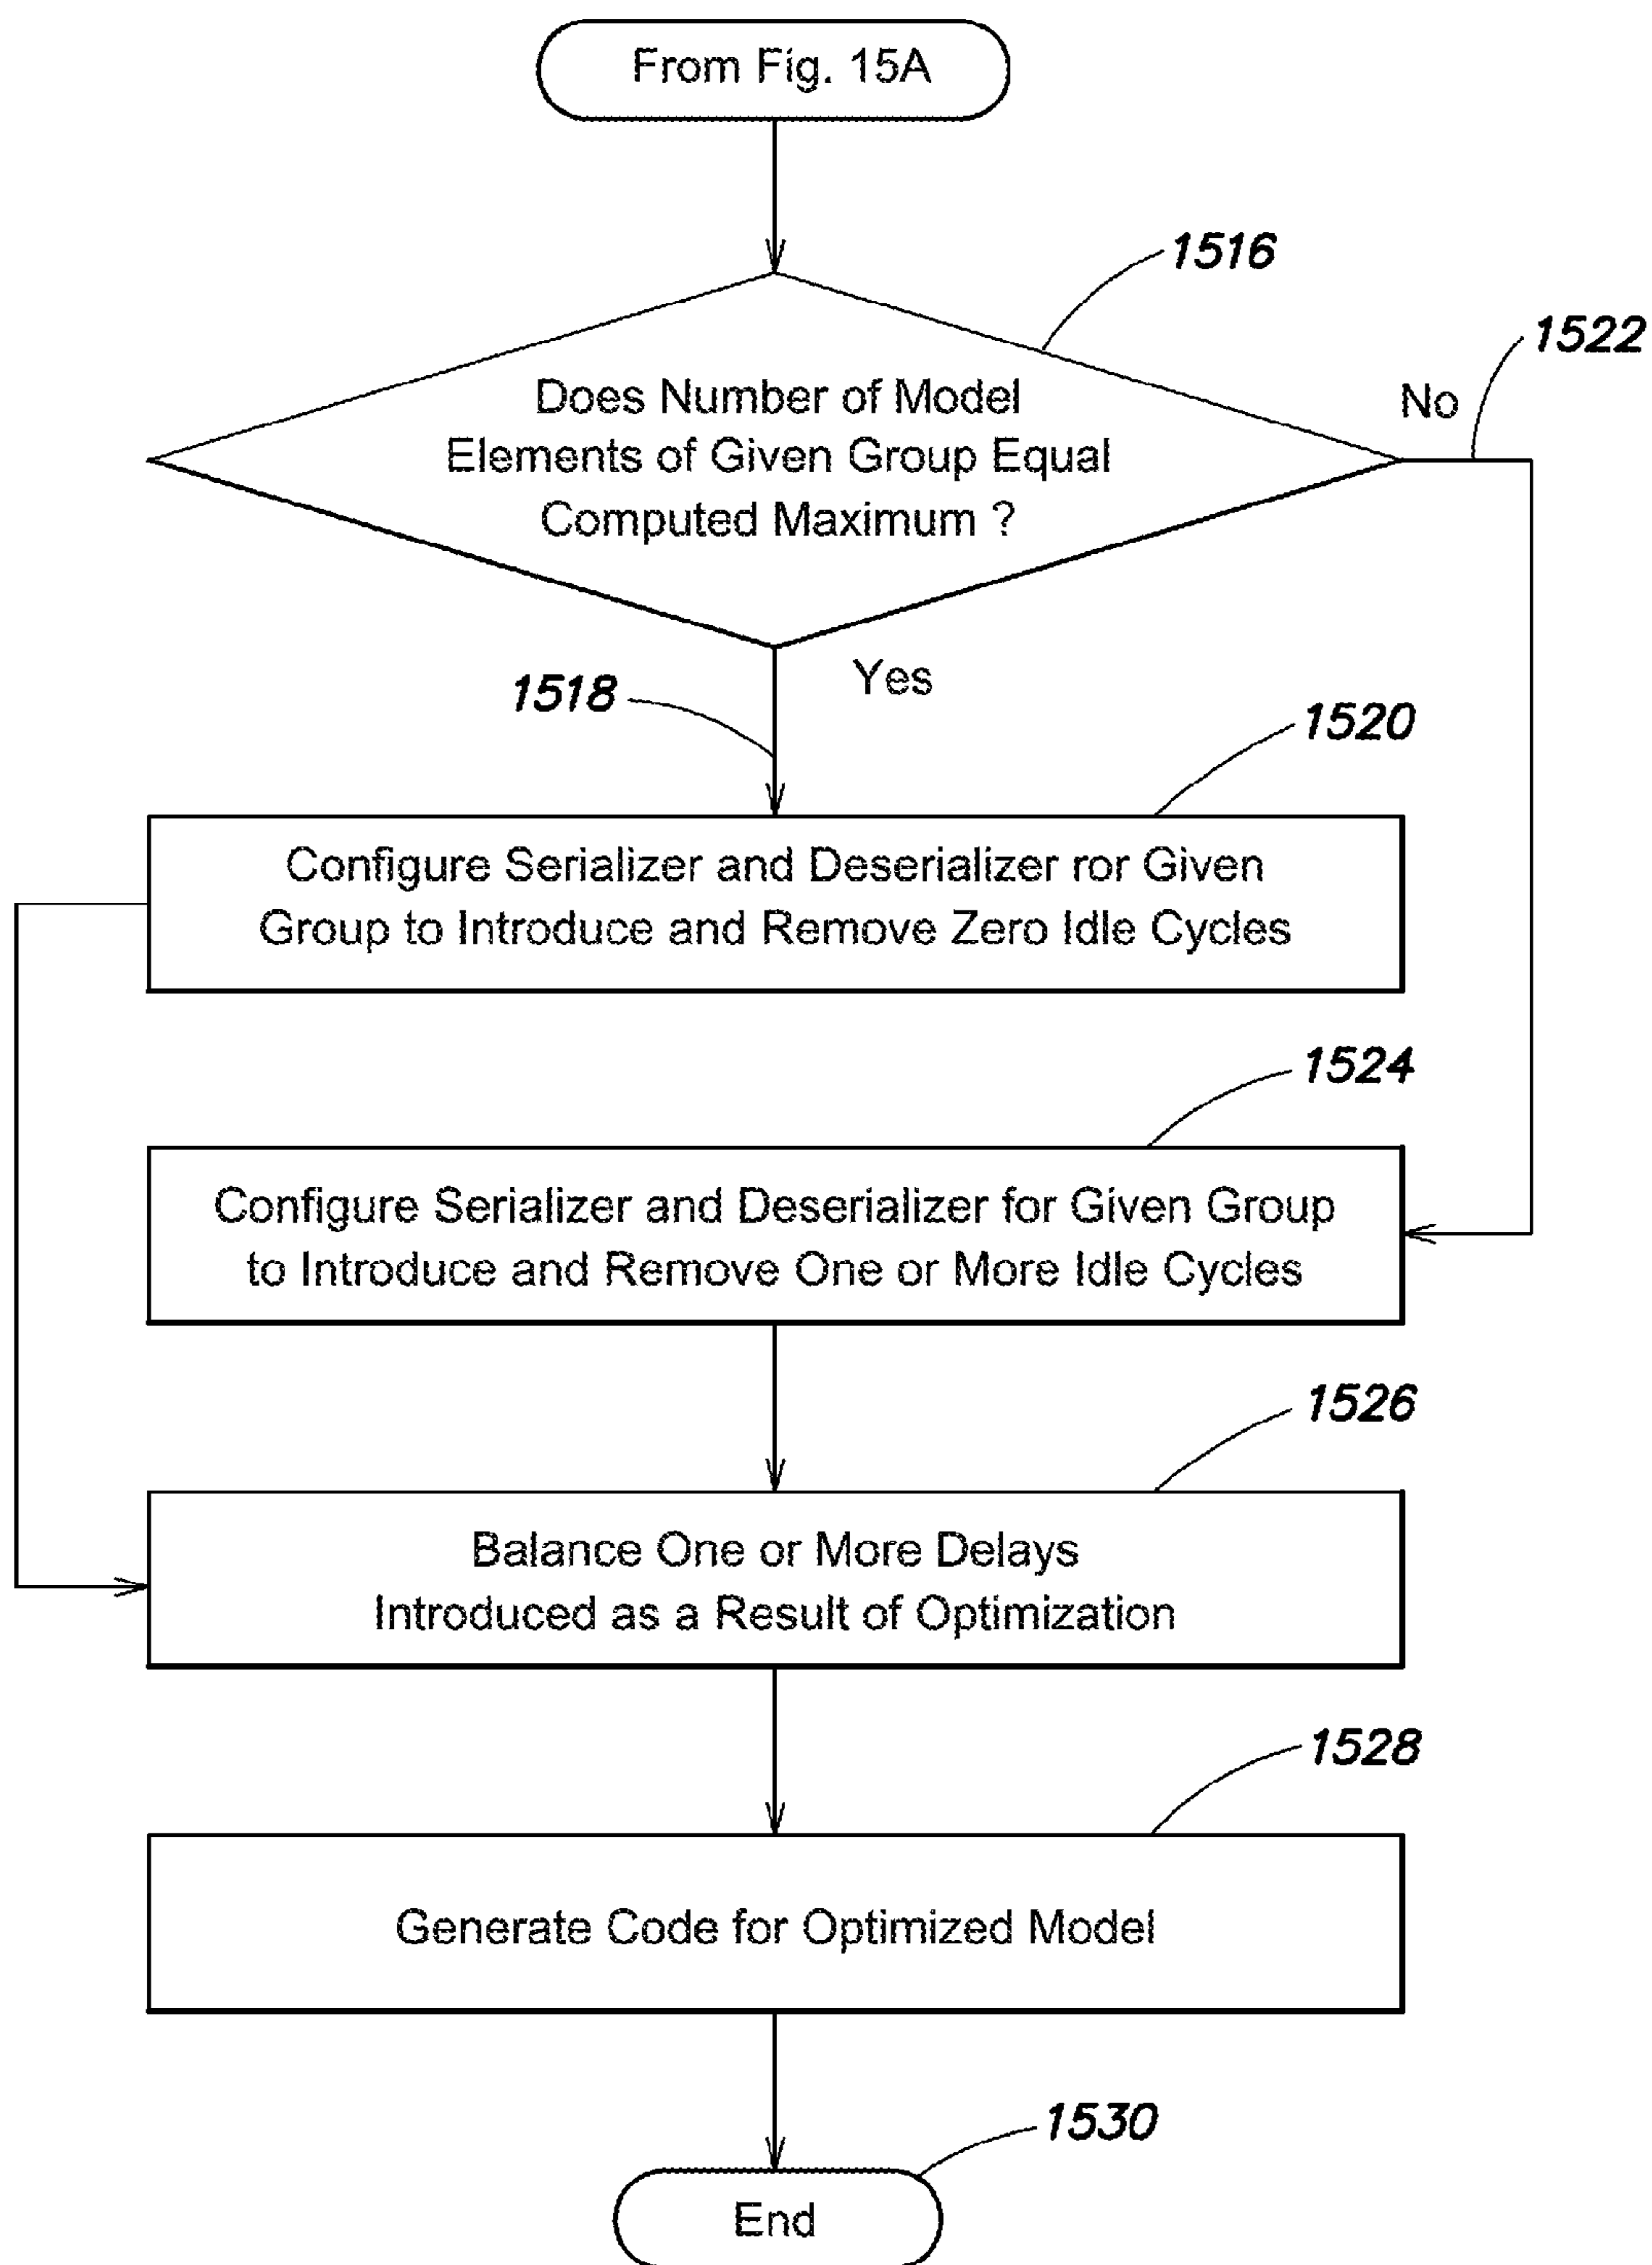 From Fig. 15A
1516
1522
No
Does Number of Model
Elements of Given Group Equal
Computed Maximum ?
Yes
1518
1520
Configure Serializer and Deserializer ror Given
Group to Introduce and Remove Zero Idle Cycles
1524
Configure Serializer and Deserializer for Given Group
to Introduce and Remove One or More Idle Cycles
1526
Balance One or More Delays
Introduced as a Result of Optimization
1528
Generate Code for Optimized Model
1530
End